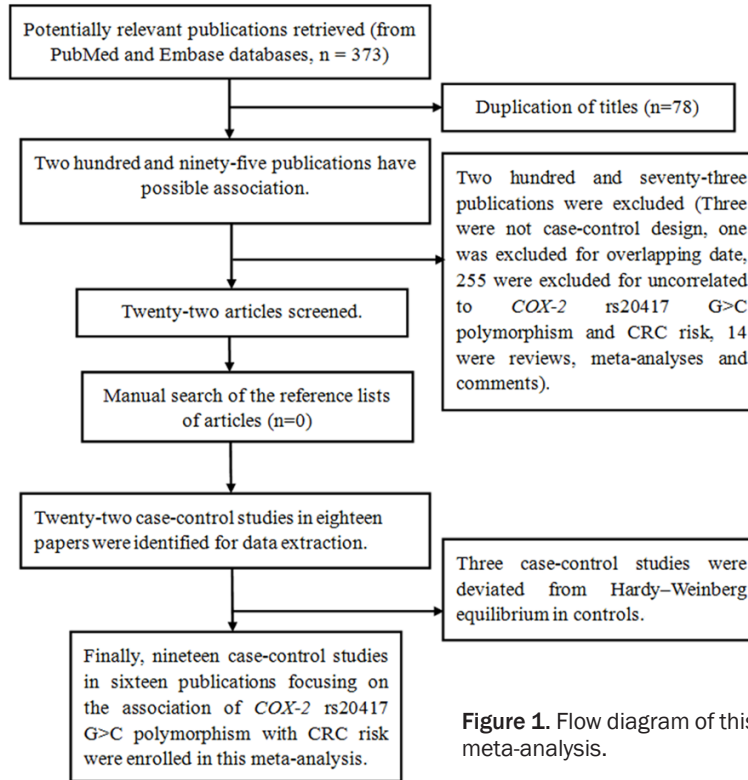 Potentially relevant publications retrieved (from
PubMed and Embase databases, n = 373)
Duplication of titles (n=78)
Two hundred and ninety-five publications have
possible association.
Two hundred and seventy-three
publications were excluded (Three
were not case-control design, one
was excluded for overlapping date,
255 were excluded for uncorrelated
to COX-2 rs20417 G>C
polymorphism and CRC risk, 14
were reviews, meta-analyses and
comments).
Twenty-two articles screened.
Manual search of the reference lists
of articles (n=0)
Twenty-two case-control studies in eighteen
papers were identified for data extraction.
Three case-control studies were
deviated from Hardy–Weinberg
equilibrium in controls.
Finally, nineteen case-control studies
in sixteen publications focusing on
the association of COX-2 rs20417
G>C polymorphism with CRC risk
were enrolled in this meta-analysis.
Figure 1. Flow diagram of this
meta-analysis.